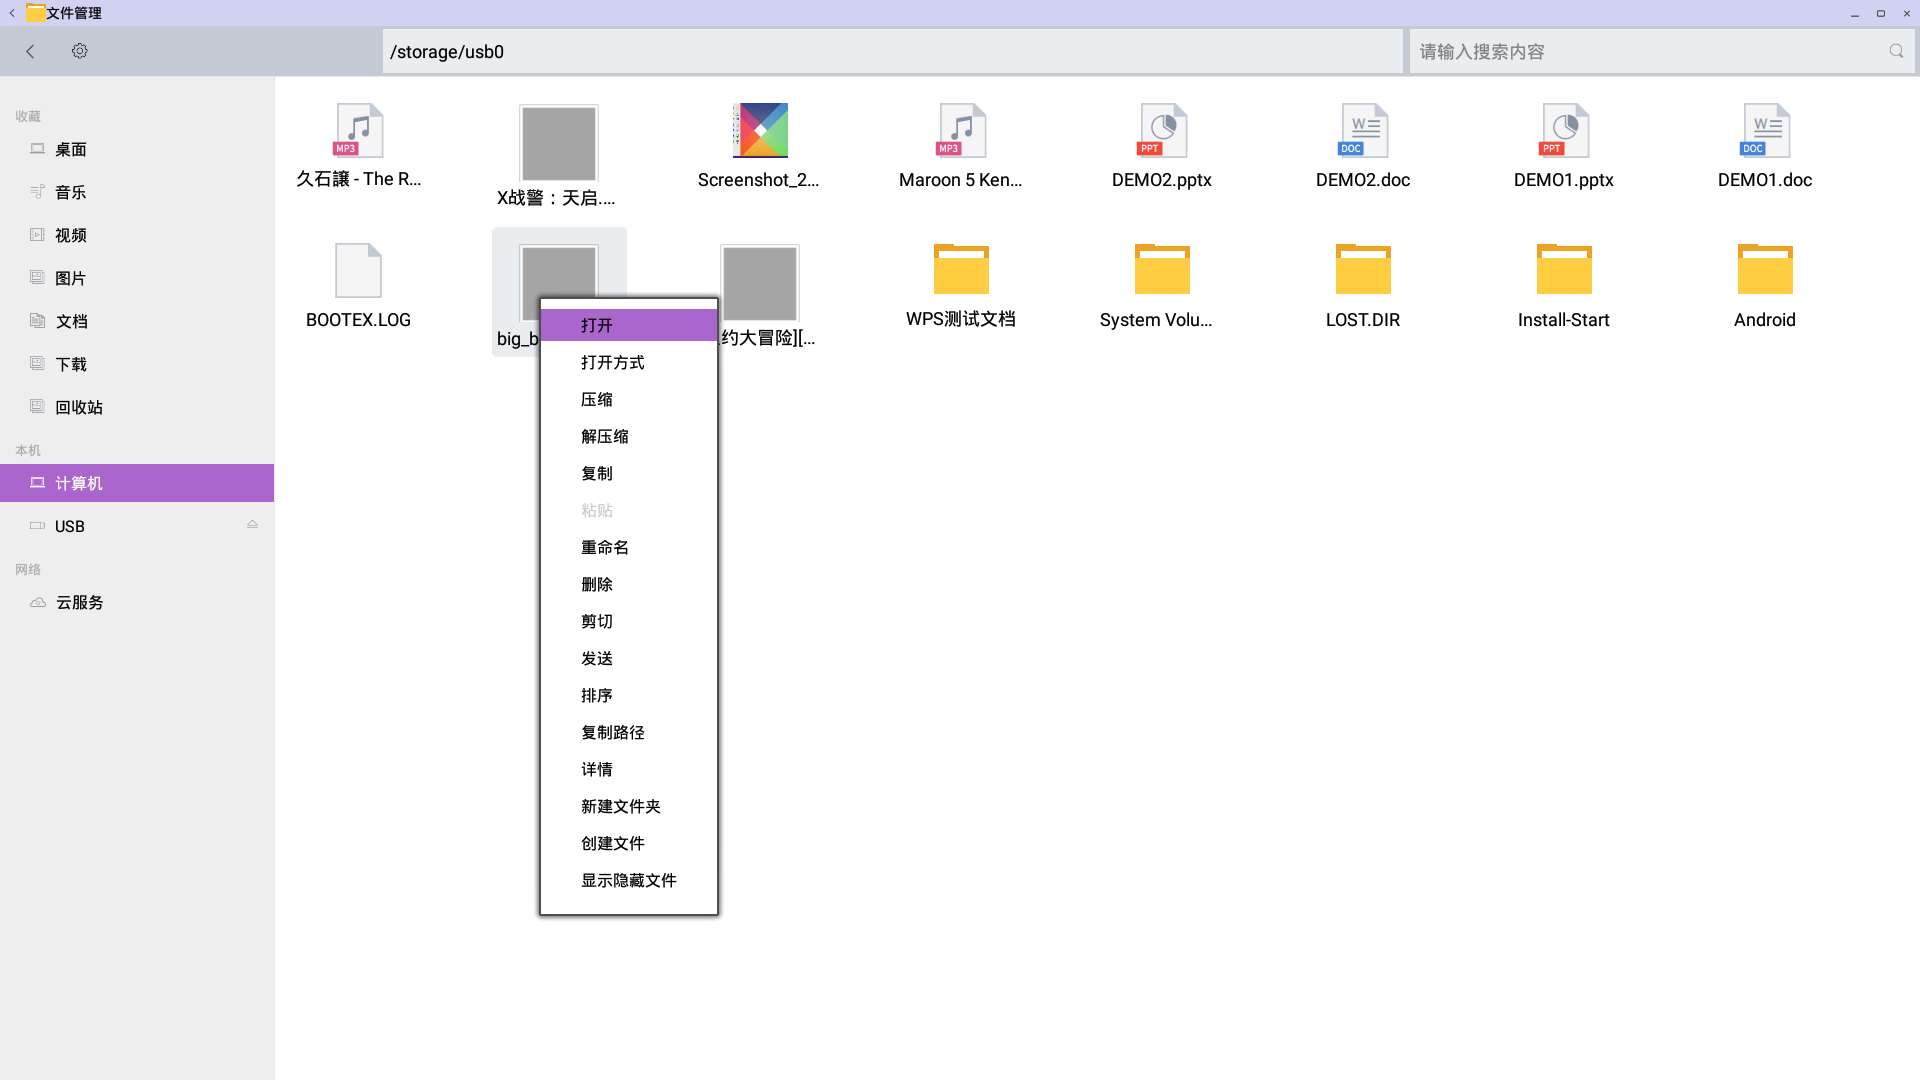 文件管理
/storage/usb0
请输入搜索内容
收藏
桌面
音乐
视频
图片
文档
下载
回收站
本机
计算机
USB
网络
云服务
MP3
久石譲 - The R...
X战警：天启....
Screenshot_2...
MP3
Maroon 5 Ken...
PPT
DEMO2.pptx
W
DOC
DEMO2.doc
PPT
DEMO1.pptx
W
DOC
DEMO1.doc
BOOTEX.LOG
big_b
约大冒险][...
WPS测试文档
System Volu...
LOST.DIR
Install-Start
Android
打开
打开方式
压缩
解压缩
复制
粘贴
重命名
删除
剪切
发送
排序
复制路径
详情
新建文件夹
创建文件
显示隐藏文件